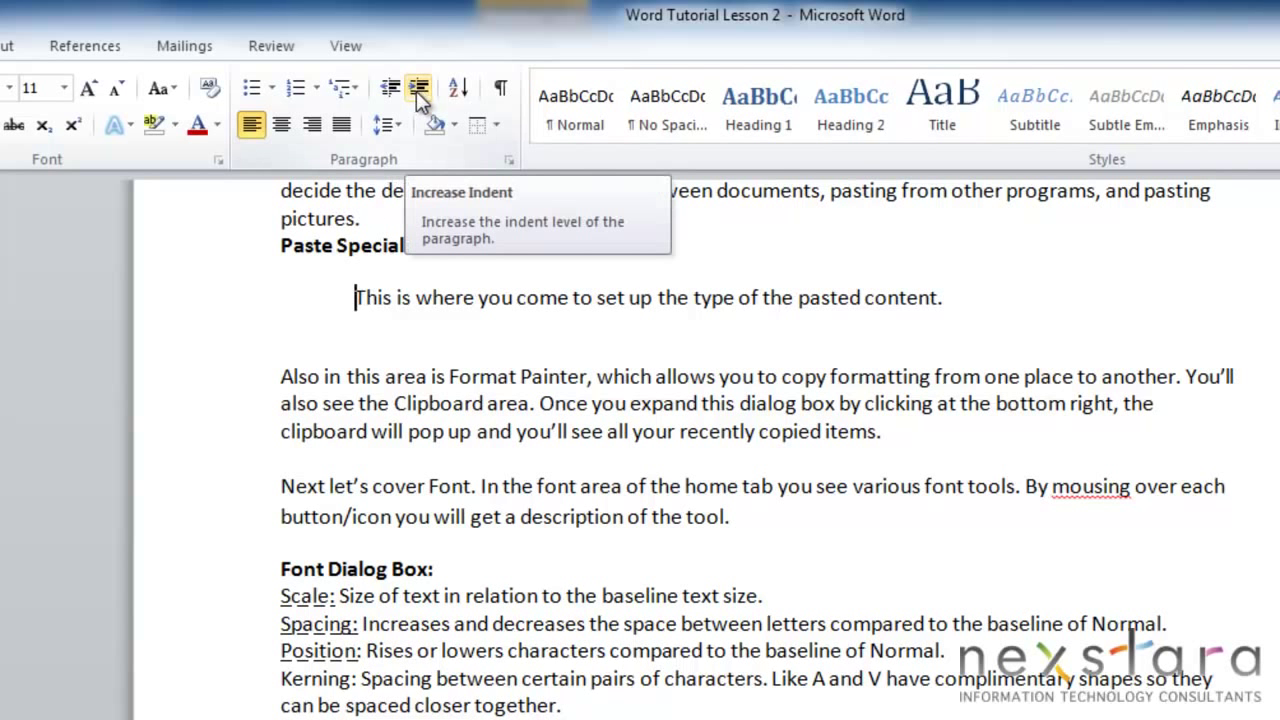 Word Tutorial Lesson 2 - Microsoft Word
References Mailings Review View
11 Aa
abc x₂ x² A ab A
A Z ¶
Font Paragraph Styles
AaBbCcDc AaBbCcDc AaBbC AaBbCc AaB AaBbCc. AaBbCcD AaBbCcD
¶ Normal ¶ No Spaci... Heading 1 Heading 2 Title Subtitle Subtle Em... Emphasis
Increase Indent
Increase the indent level of the
paragraph.
decide the de ween documents, pasting from other programs, and pasting
pictures.
Paste Special
This is where you come to set up the type of the pasted content.
Also in this area is Format Painter, which allows you to copy formatting from one place to another. You’ll
also see the Clipboard area. Once you expand this dialog box by clicking at the bottom right, the
clipboard will pop up and you’ll see all your recently copied items.
Next let’s cover Font. In the font area of the home tab you see various font tools. By mousing over each
button/icon you will get a description of the tool.
Font Dialog Box:
Scale: Size of text in relation to the baseline text size.
Spacing: Increases and decreases the space between letters compared to the baseline of Normal.
Position: Rises or lowers characters compared to the baseline of Normal.
Kerning: Spacing between certain pairs of characters. Like A and V have complimentary shapes so they
can be spaced closer together.
nexstara
INFORMATION TECHNOLOGY CONSULTANTS